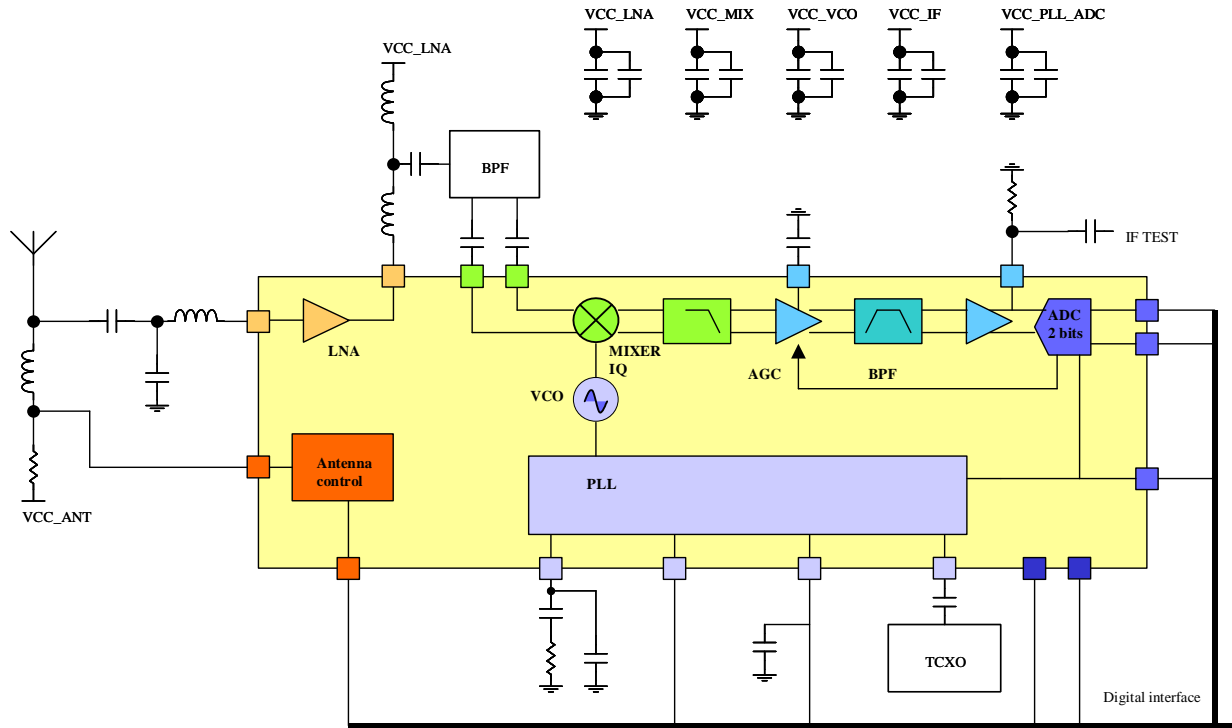 VCC_LNA
VCC_MIX
VCC_VCO
VCC_IF
VCC_PLL_ADC
VCC_LNA
BPF
IF TEST
LNA
MIXER
IQ
ADC
2 bits
VCO
AGC
BPF
Antenna
control
PLL
VCC_ANT
TCXO
Digital interface